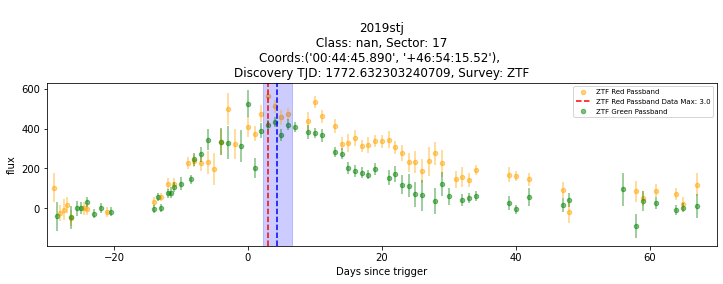 2019stj
Class: nan, Sector: 17
Coords:('00:44:45.890', '+46:54:15.52'),
Discovery TJD: 1772.632303240709, Survey: ZTF
600
400
200
0
flux
ZTF Red Passband
ZTF Red Passband Data Max: 3.0
ZTF Green Passband
−20 0 20 40 60
Days since trigger